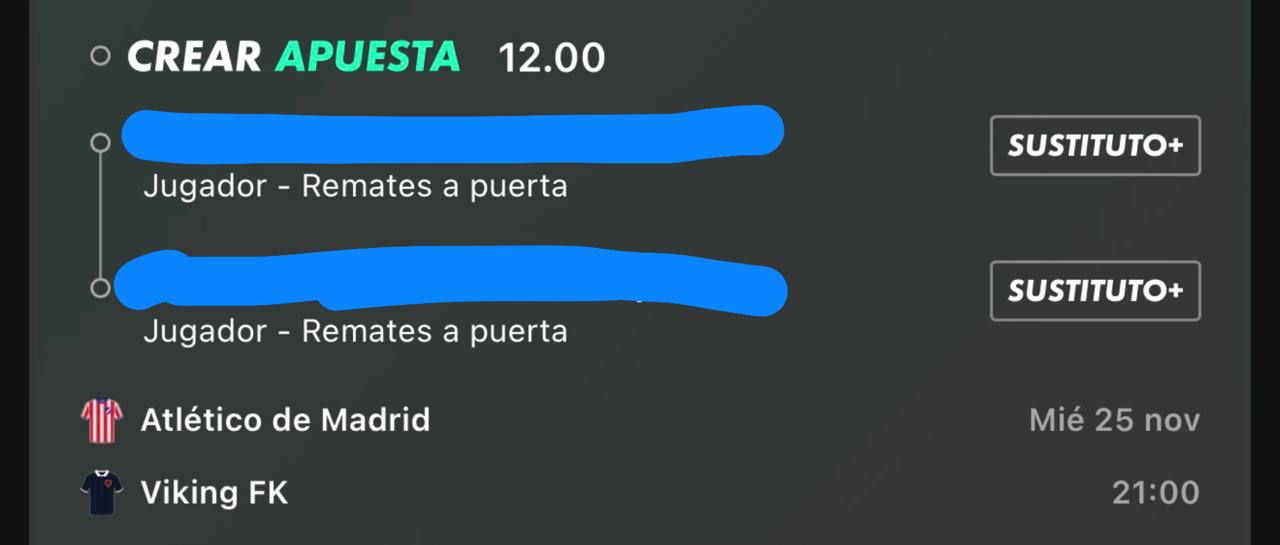 CREAR APUESTA 12.00
SUSTITUTO+
Jugador - Remates a puerta
SUSTITUTO+
Jugador - Remates a puerta
Atlético de Madrid Mié 25 nov
Viking FK 21:00